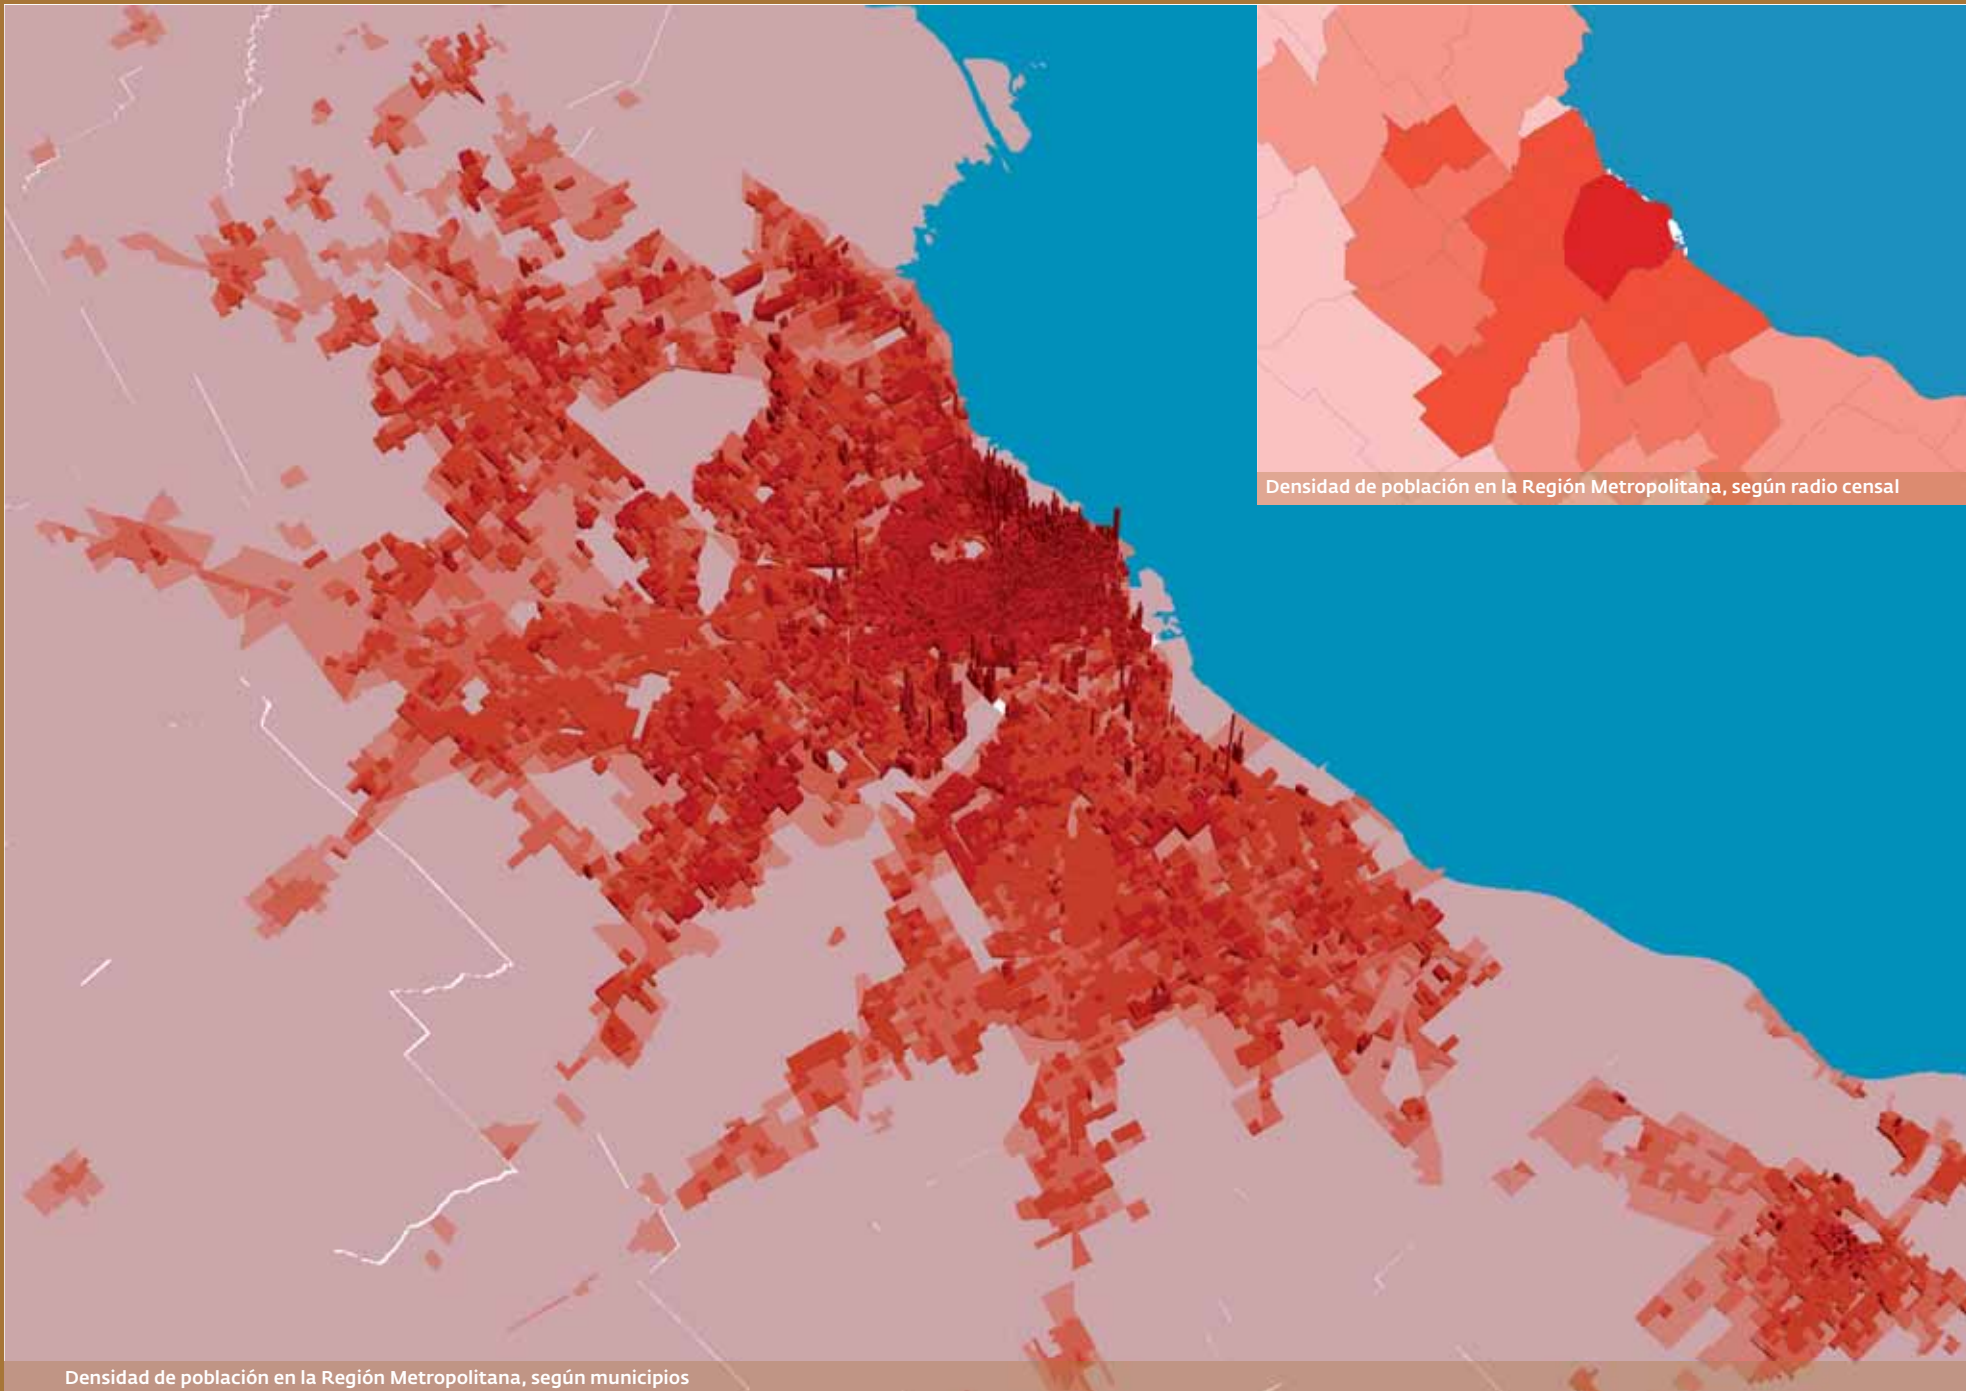 Densidad de población en la Región Metropolitana, según radio censal
Densidad de población en la Región Metropolitana, según municipios